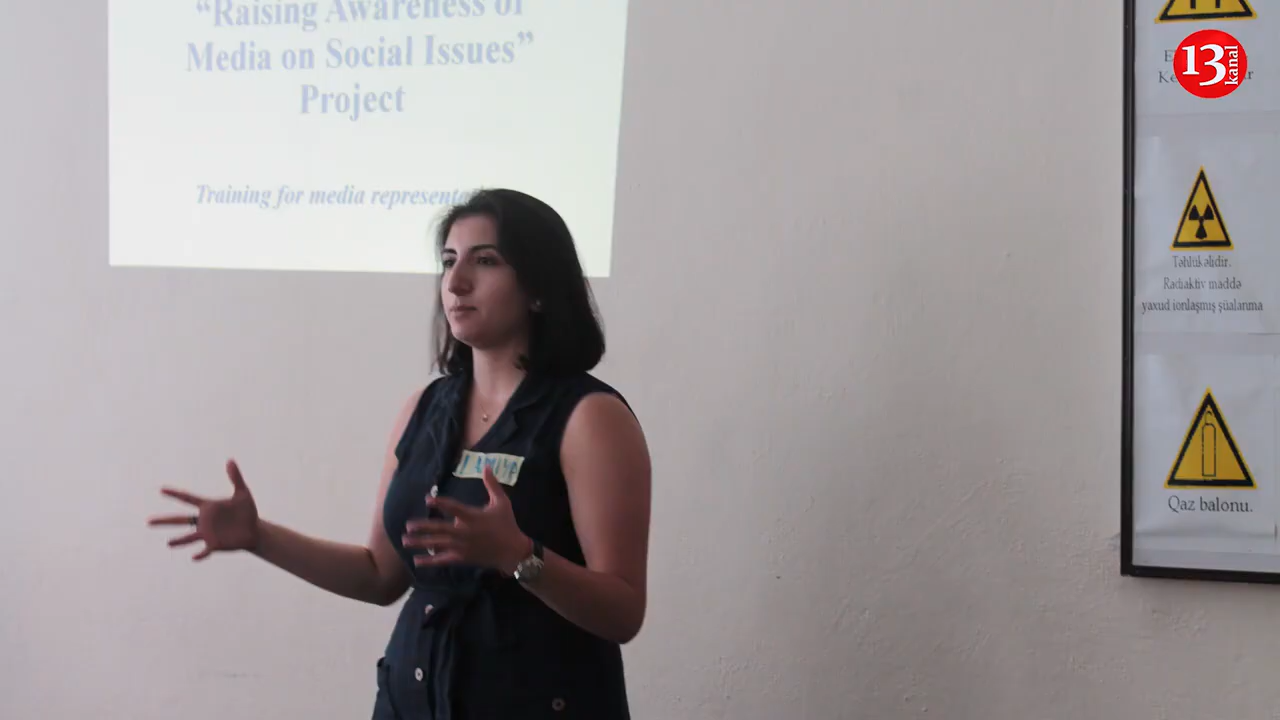 “Raising Awareness of
Media on Social Issues”
Project
Training for media
13
kanal
Təhlükəlidir.
Radiaktiv maddə
yaxud ionlaşmış şüalanma
Qaz balonu.